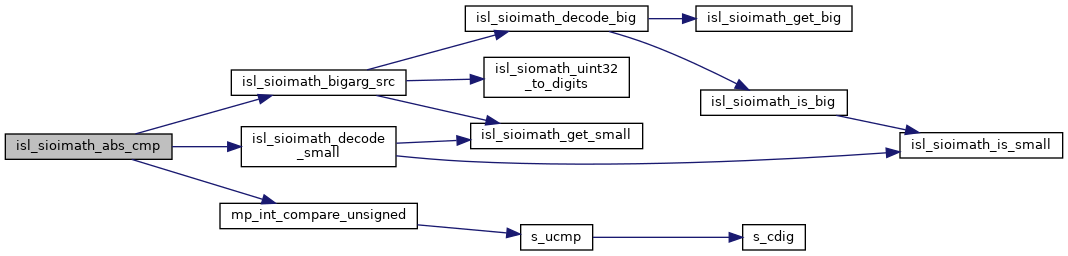 isl_sioimath_abs_cmp
isl_sioimath_bigarg_src
isl_sioimath_decode
_small
mp_int_compare_unsigned
isl_sioimath_decode_big
isl_siomath_uint32
_to_digits
isl_sioimath_get_small
s_ucmp
isl_sioimath_get_big
isl_sioimath_is_big
s_cdig
isl_sioimath_is_small